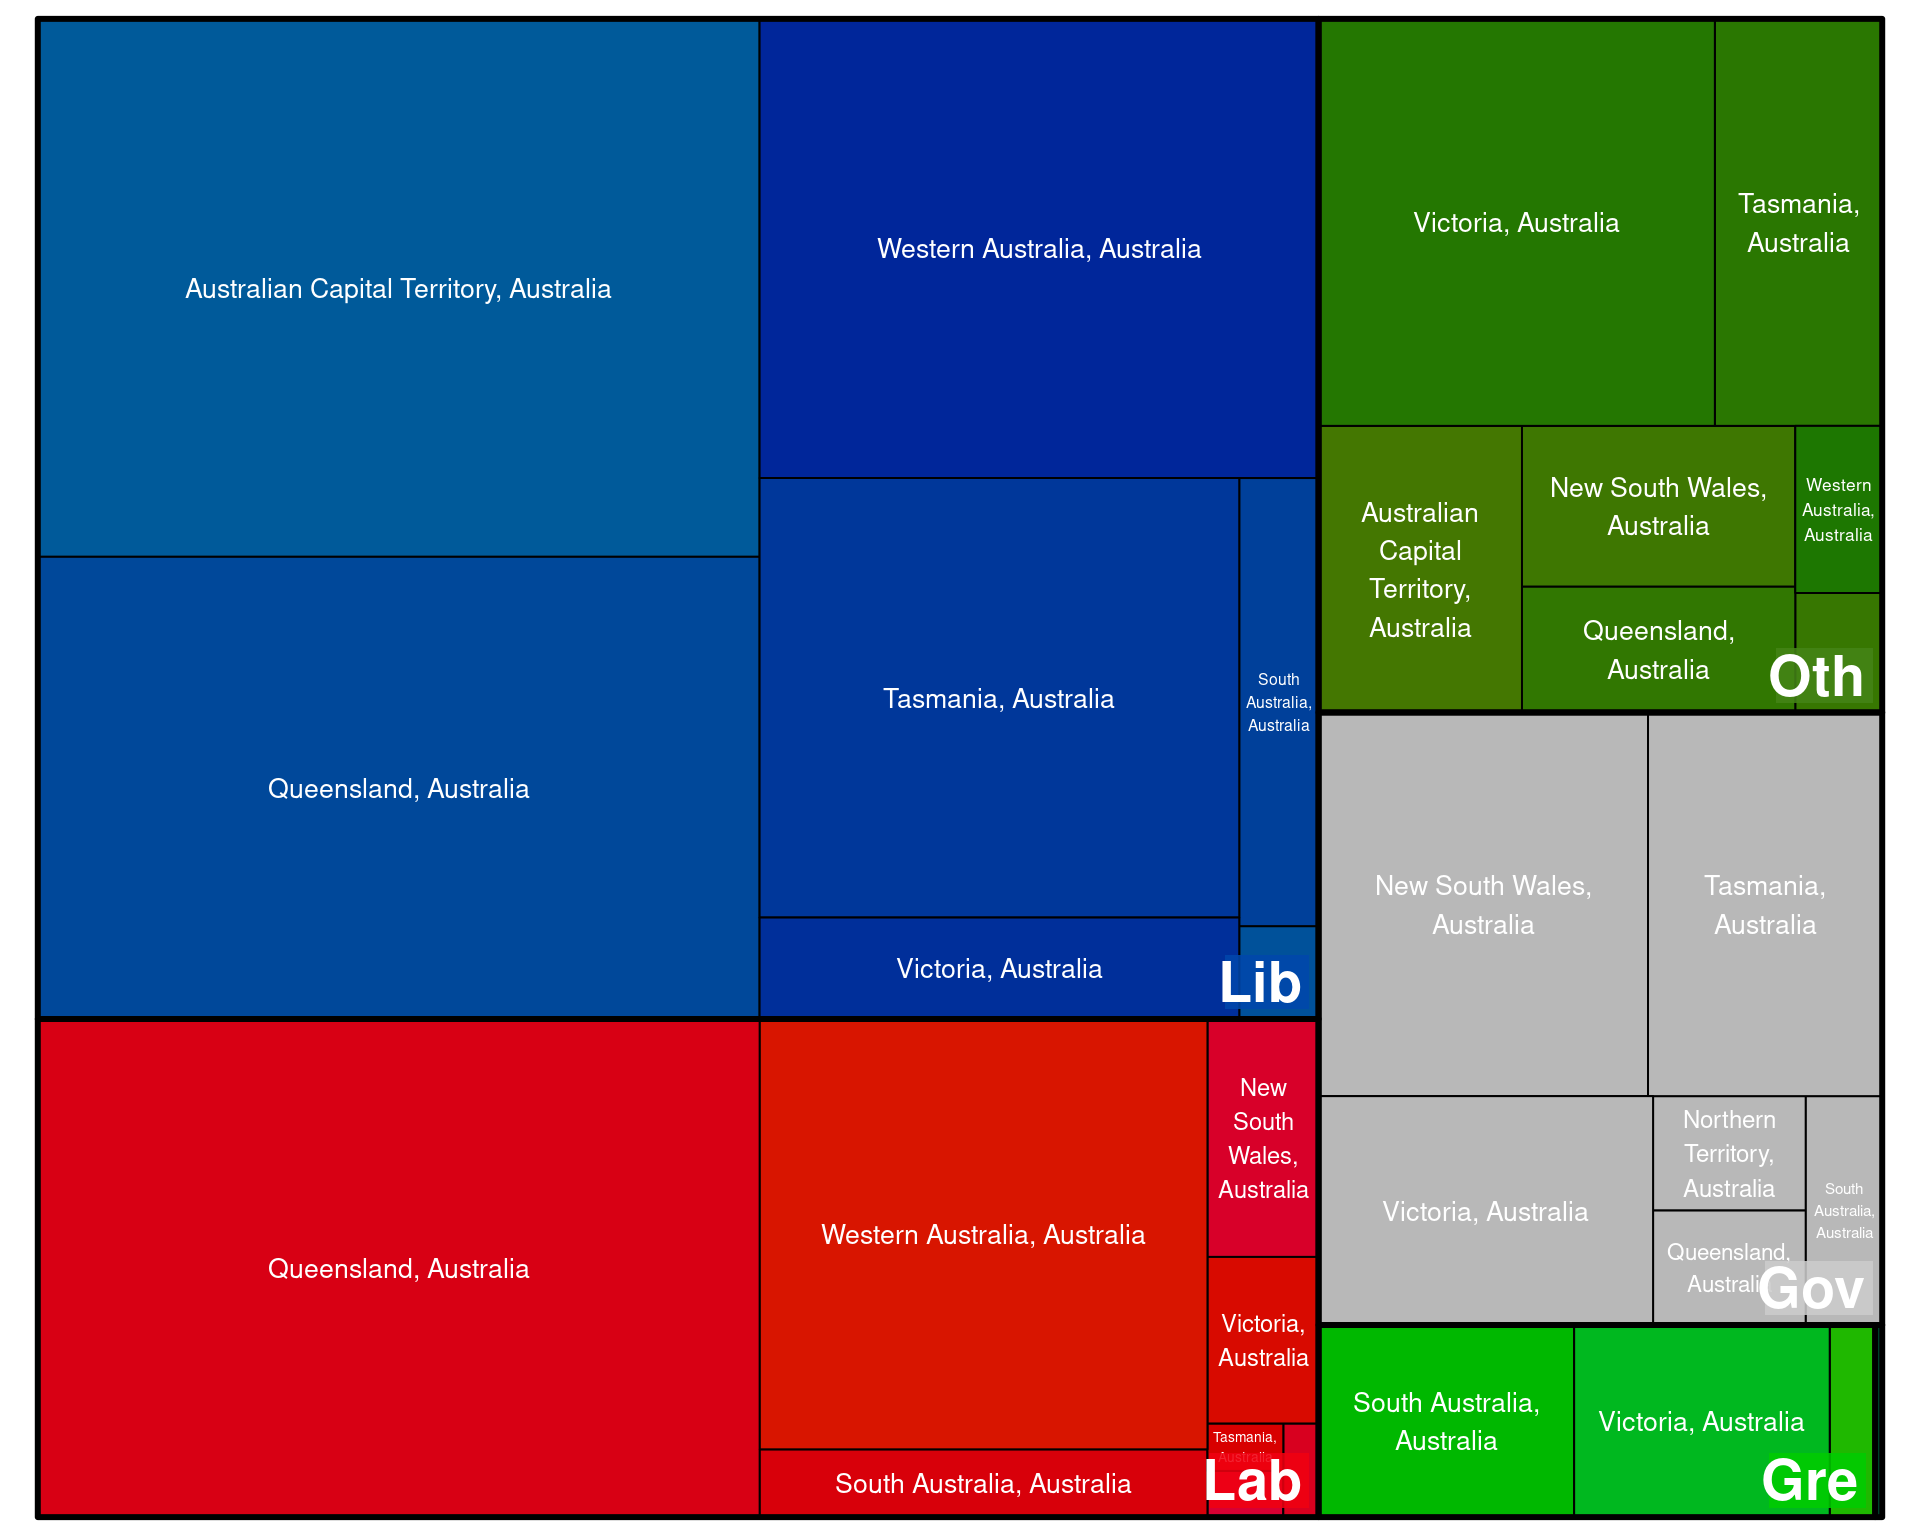 Australian Capital Territory, Australia
Queensland, Australia
Western Australia, Australia
Tasmania, Australia
South
Australia,
Australia
Victoria, Australia
Lib
Queensland, Australia
Western Australia, Australia
South Australia, Australia
New
South
Wales,
Australia
Victoria,
Australia
Tasmania,
Australia
Lab
Victoria, Australia
Tasmania,
Australia
Australian
Capital
Territory,
Australia
New South Wales,
Australia
Queensland,
Australia
Western
Australia,
Australia
Oth
New South Wales,
Australia
Tasmania,
Australia
Victoria, Australia
Northern
Territory,
Australia
Queensland,
Australia
South
Australia,
Australia
Gov
South Australia,
Australia
Victoria, Australia
Gre